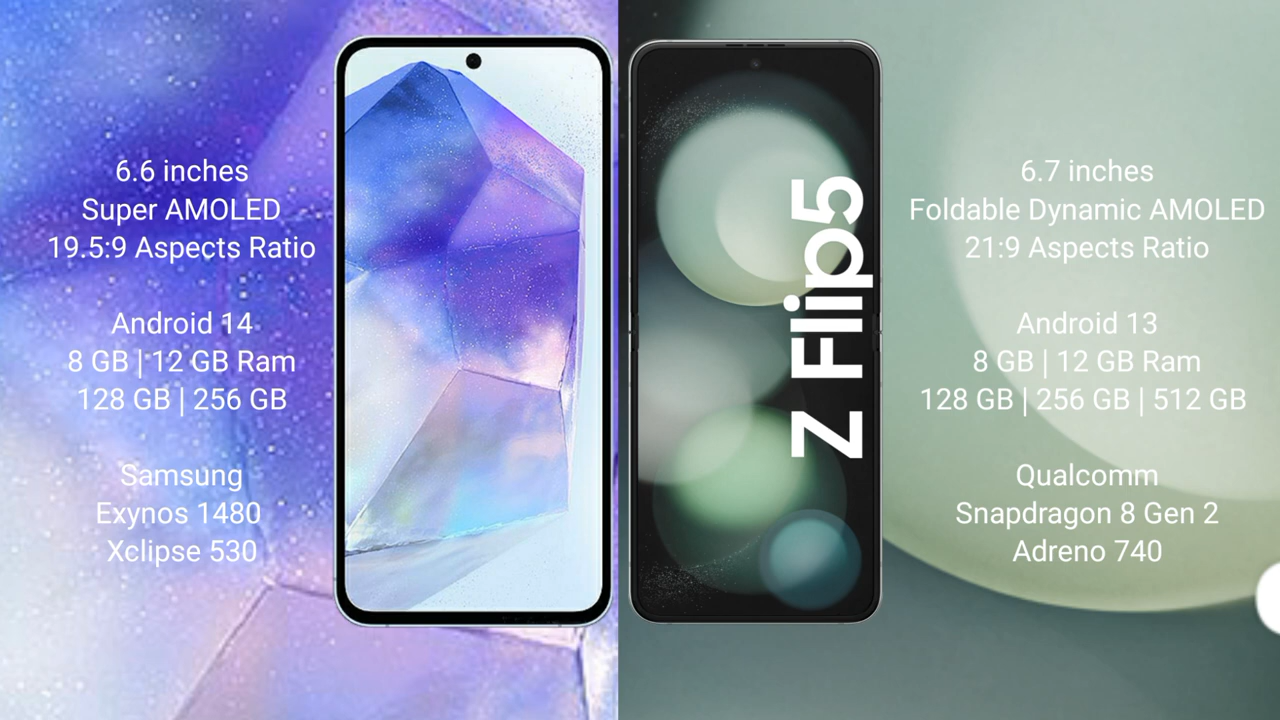 6.6 inches
Super AMOLED
19.5:9 Aspects Ratio
Android 14
8 GB | 12 GB Ram
128 GB | 256 GB
Samsung
Exynos 1480
Xclipse 530
Z Flip5
6.7 inches
Foldable Dynamic AMOLED
21:9 Aspects Ratio
Android 13
8 GB | 12 GB Ram
128 GB | 256 GB | 512 GB
Qualcomm
Snapdragon 8 Gen 2
Adreno 740